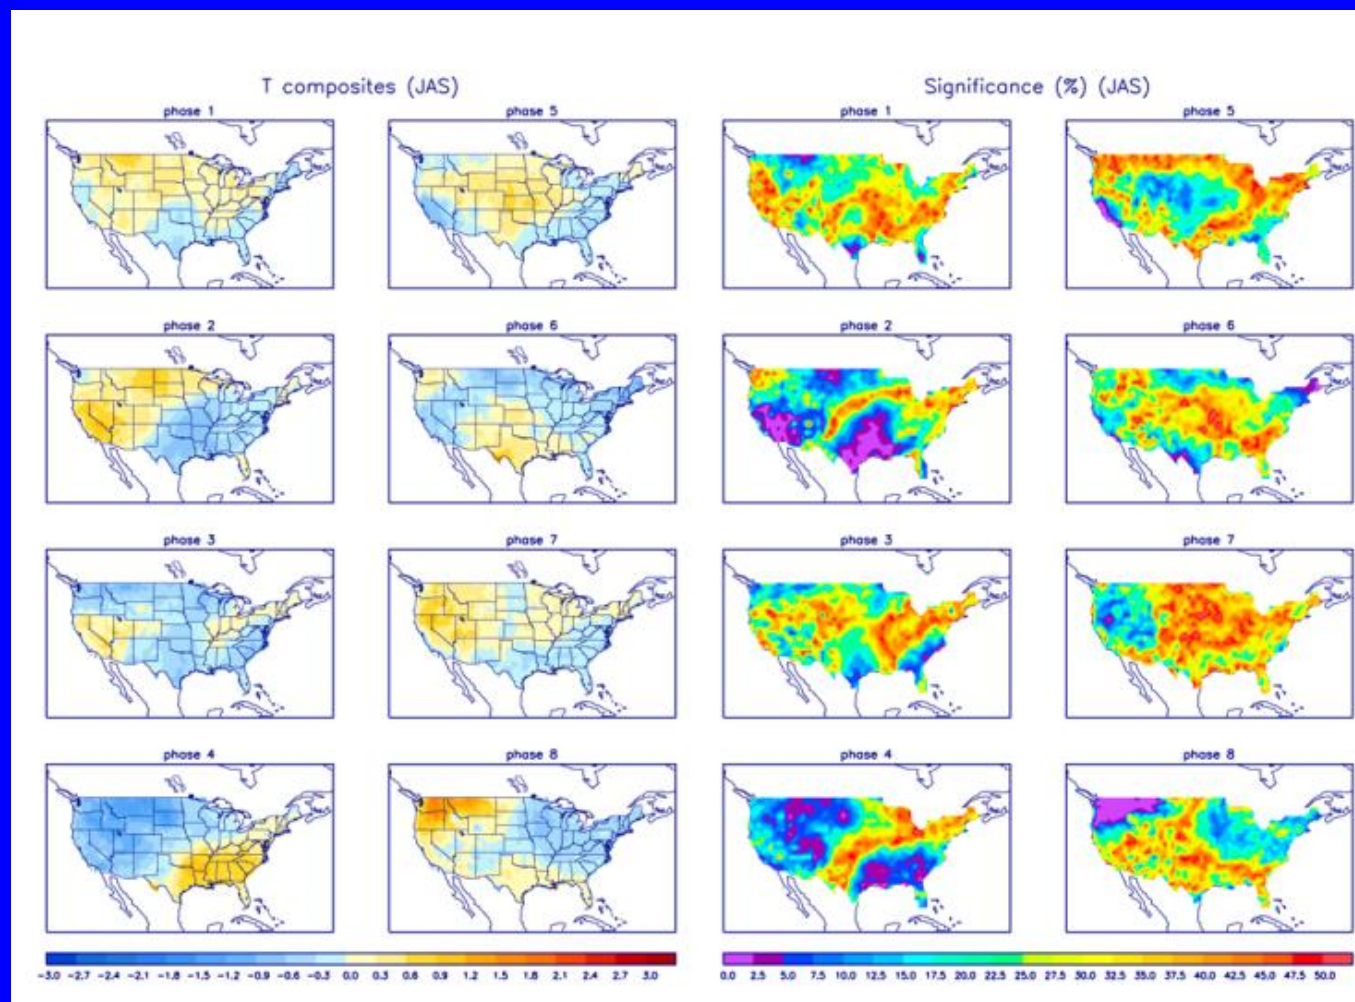 T composites (JAS) Significance (%) (JAS)
phase 1 phase 5 phase 1 phase 5
phase 2 phase 6 phase 2 phase 6
phase 3 phase 7 phase 3 phase 7
phase 4 phase 8 phase 4 phase 8
-3.0 -2.7 -2.4 -2.1 -1.8 -1.5 -1.2 -0.9 -0.6 -0.3 0.0 0.3 0.6 0.9 1.2 1.5 1.8 2.1 2.4 2.7 3.0 0.0 2.5 5.0 7.5 10.0 12.5 15.0 17.5 20.0 22.5 25.0 27.5 30.0 32.5 35.0 37.5 40.0 42.5 45.0 47.5 50.0